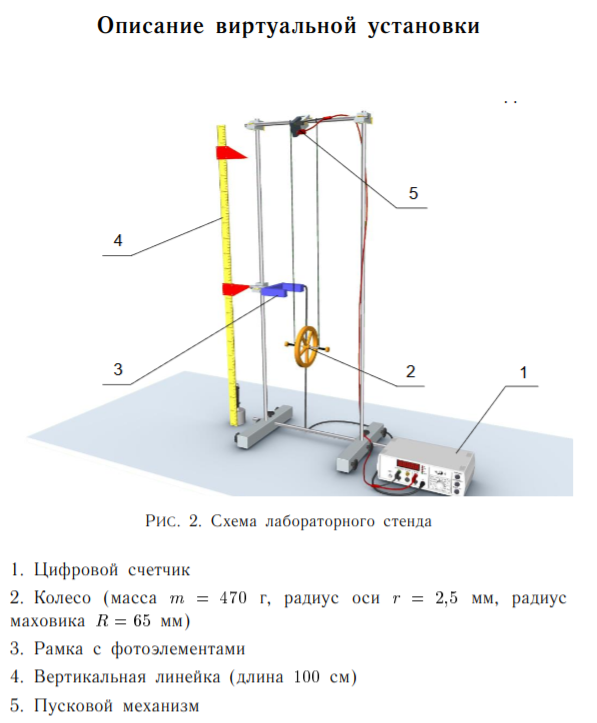 Описание виртуальной установки
5
4
3
2
1
Рис. 2. Схема лабораторного стенда
1. Цифровой счетчик
2. Колесо (масса m = 470 г, радиус оси r = 2,5 мм, радиус
маховика R = 65 мм)
3. Рамка с фотоэлементами
4. Вертикальная линейка (длина 100 см)
5. Пусковой механизм